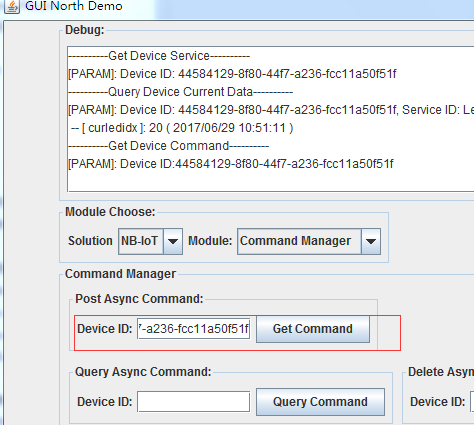 GUI North Demo
Debug:
----------Get Device Service----------
[PARAM]: Device ID: 44584129-8f80-44f7-a236-fcc11a50f51f
----------Query Device Current Data----------
[PARAM]: Device ID: 44584129-8f80-44f7-a236-fcc11a50f51f, Service ID: Le
-- [ curledidx ]: 20 ( 2017/06/29 10:51:11 )
----------Get Device Command----------
[PARAM]: Device ID:44584129-8f80-44f7-a236-fcc11a50f51f
Module Choose:
Solution NB-IoT Module: Command Manager
Command Manager
Post Async Command:
Device ID: 7-a236-fcc11a50f51f Get Command
Query Async Command: Delete Asyn
Device ID: Query Command Device ID: